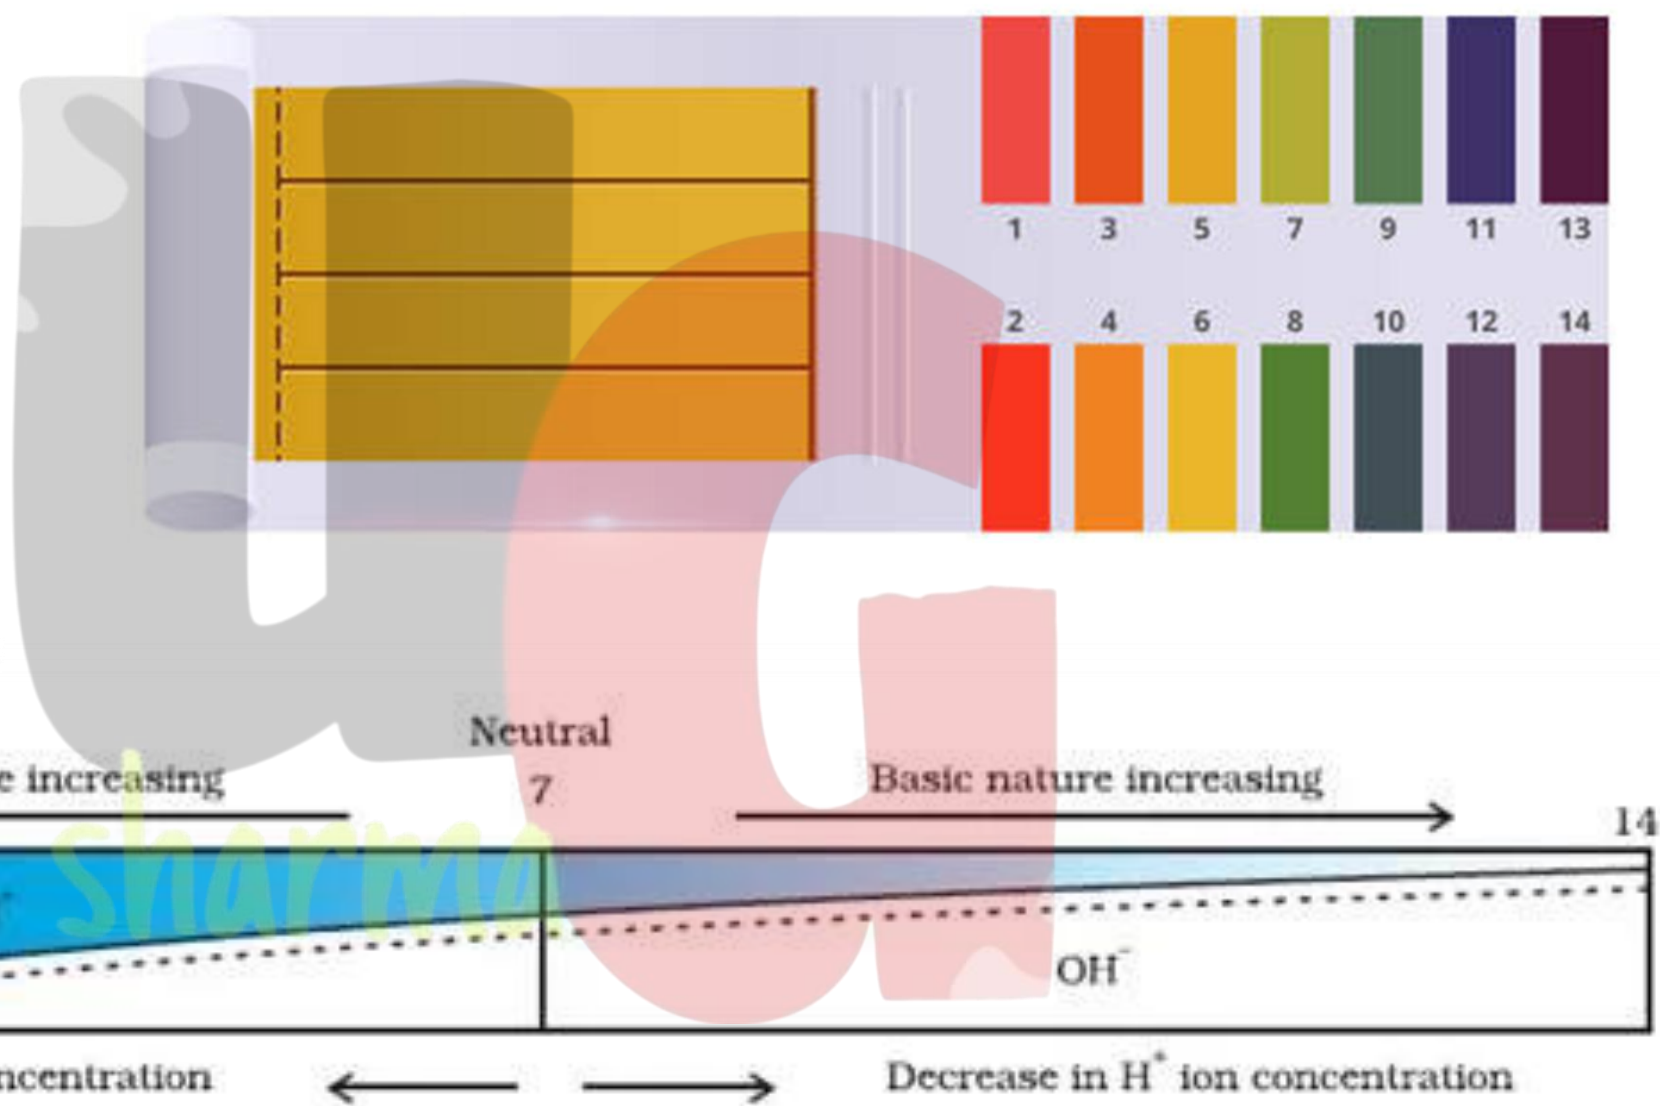 1 3 5 7 9 11 13
2 4 6 8 10 12 14
Neutral
e increasing
7
Basic nature increasing
14
sharma
OH⁻
ncentration
Decrease in H⁺ ion concentration